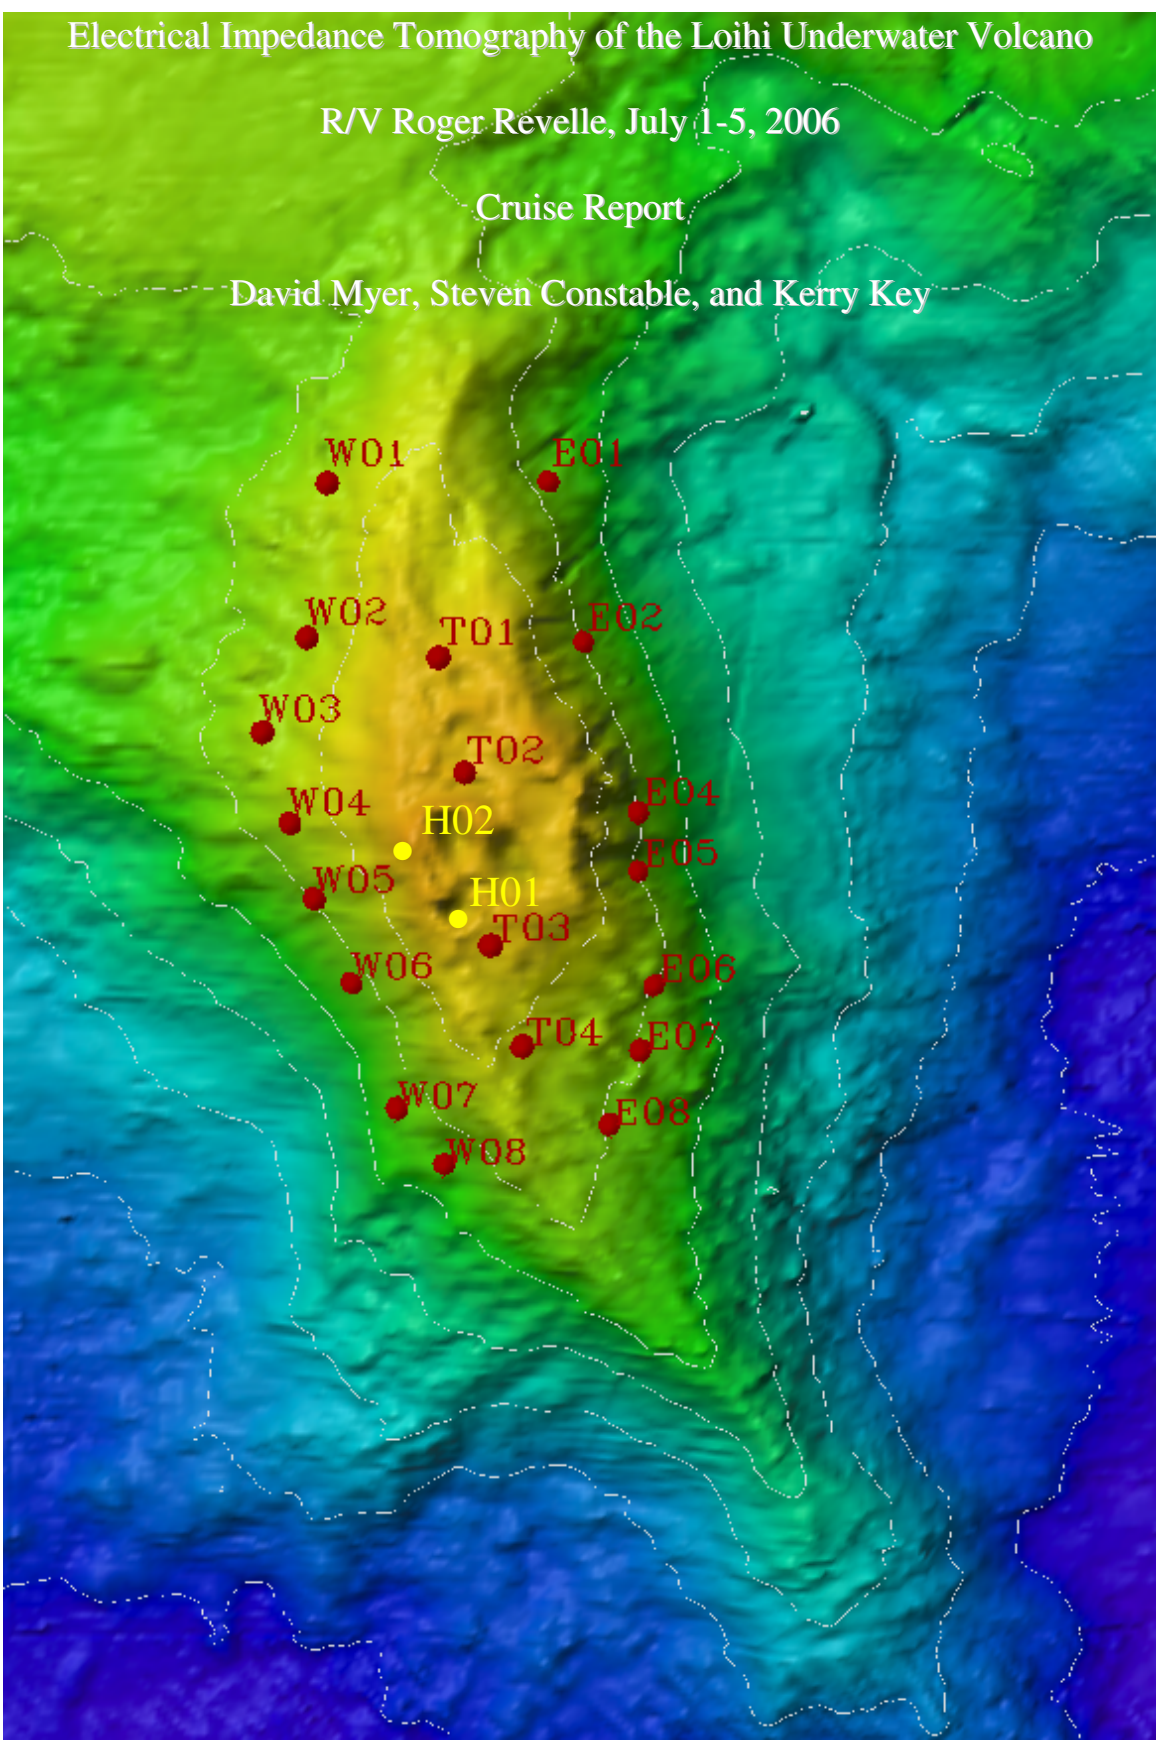 Electrical Impedance Tomography of the Loihi Underwater Volcano
R/V Roger Revelle, July 1-5, 2006
Cruise Report
David Myer, Steven Constable, and Kerry Key
W01
E01
W02
E02
T01
W03
T02
E04
W04
H02
E05
W05
H01
T03
W06
E06
T04
E07
W07
E08
W08